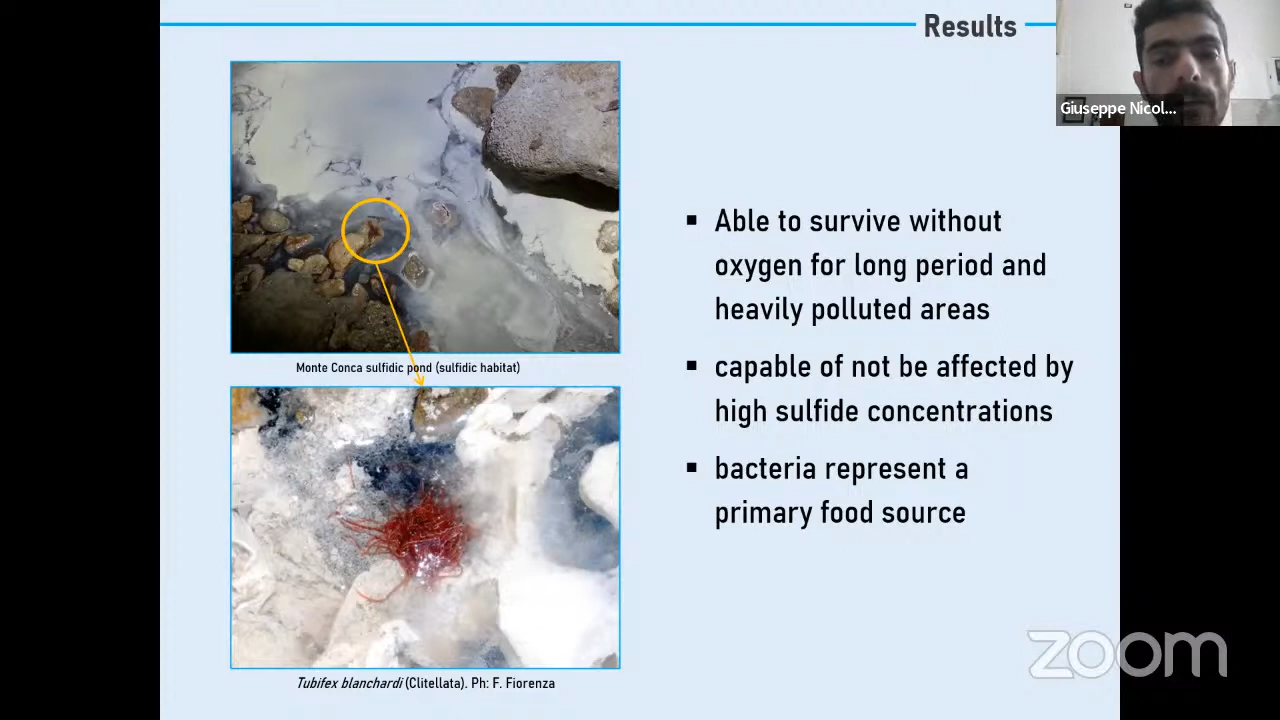 Results
Giuseppe Nicol...
Able to survive without
oxygen for long period and
heavily polluted areas
capable of not be affected by
high sulfide concentrations
bacteria represent a
primary food source
Monte Conca sulfidic pond (sulfidic habitat)
Tubifex blanchardi (Clitellata). Ph: F. Fiorenza
zoom